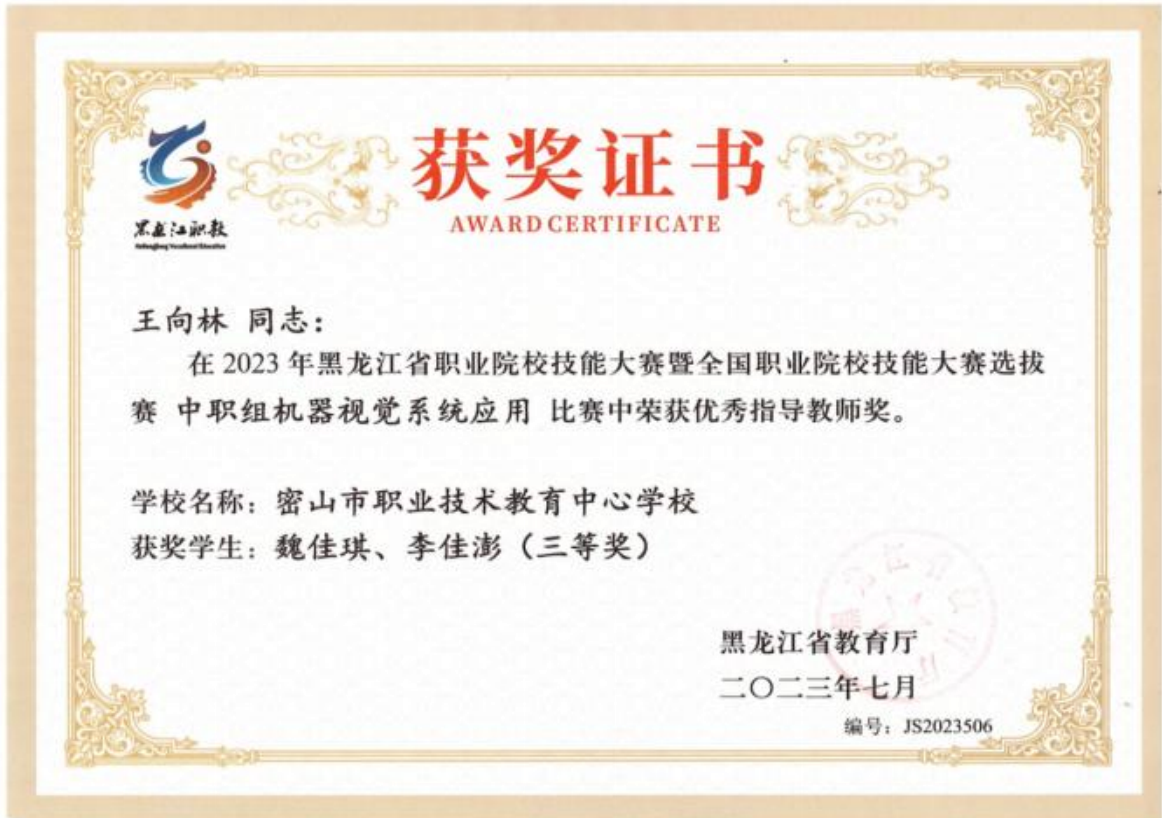 获奖证书
AWARD CERTIFICATE
黑龙江职教
Heilongjiang Vocational Education
王向林 同志：
在 2023 年黑龙江省职业院校技能大赛暨全国职业院校技能大赛选拔
赛 中职组机器视觉系统应用 比赛中荣获优秀指导教师奖。
学校名称：密山市职业技术教育中心学校
获奖学生：魏佳琪、李佳澎（三等奖）
黑龙江省教育厅
二〇二三年七月
编号：JS2023506